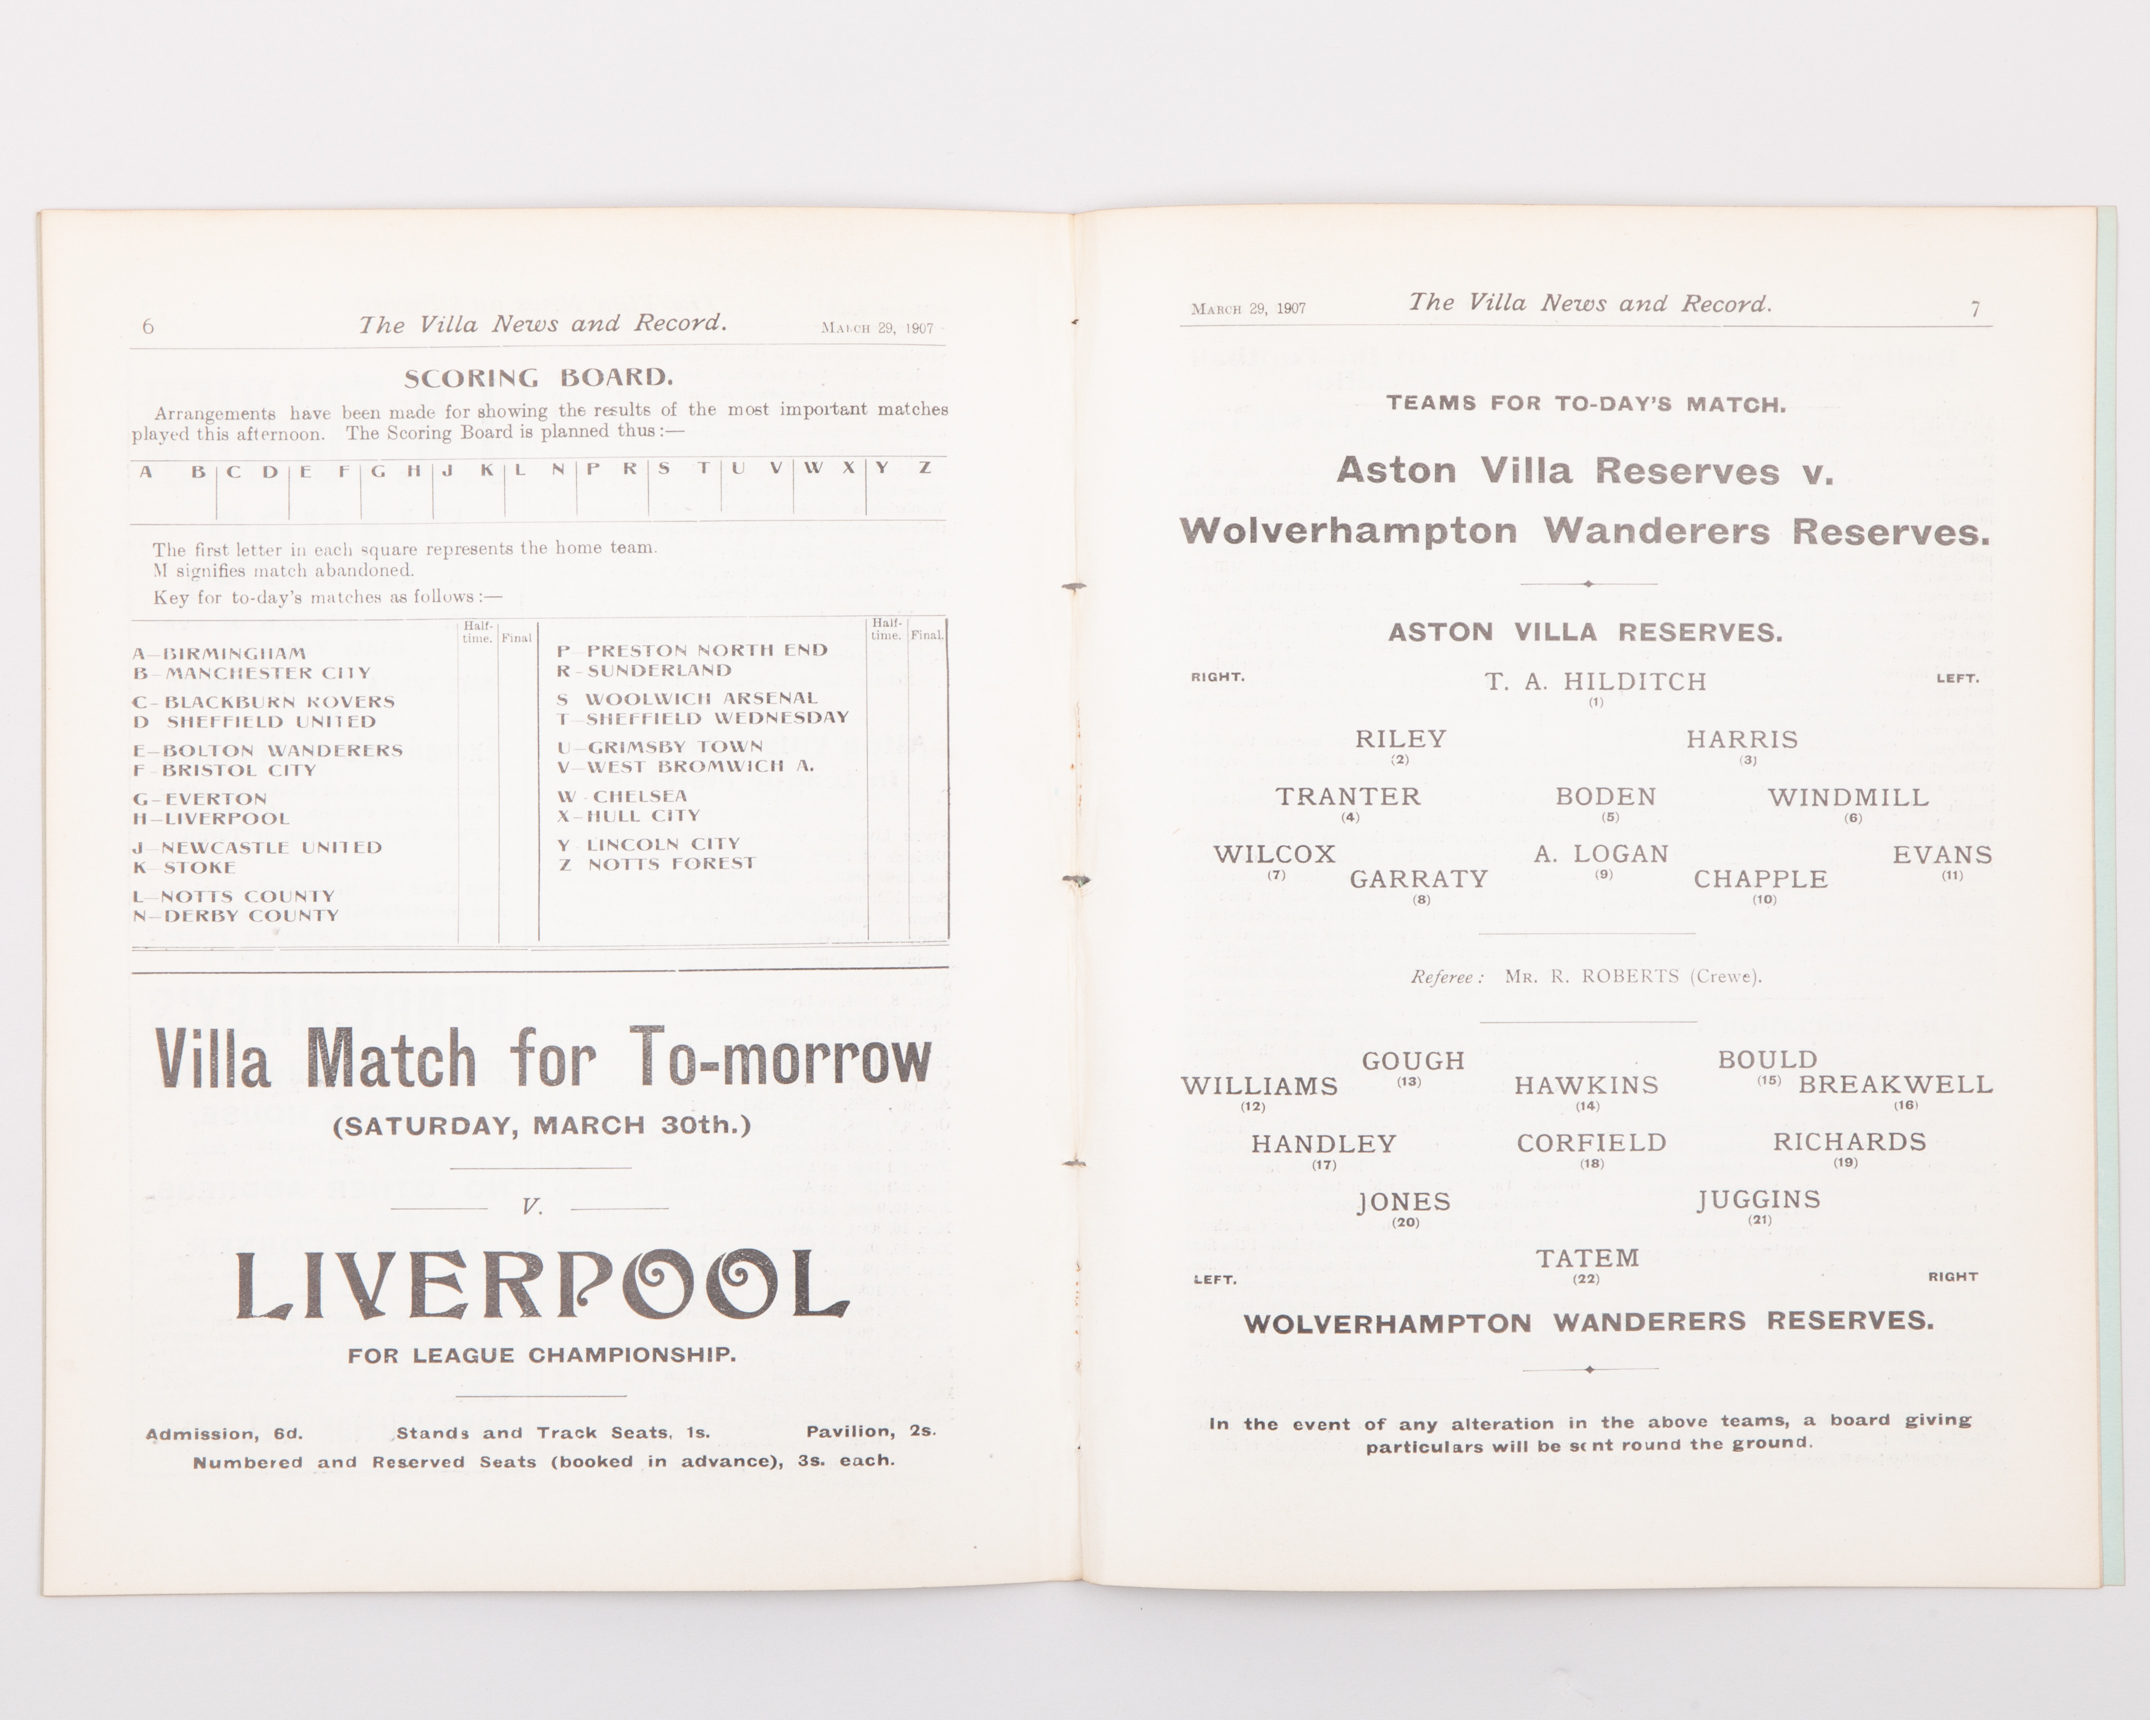 6 The Villa News and Record. MARCH 29, 1907
SCORING BOARD.
Arrangements have been made for showing the results of the most important matches
played this afternoon. The Scoring Board is planned thus:—
A B C D E F G H J K L N P R S T U V W X Y Z
The first letter in each square represents the home team.
M signifies match abandoned.
Key for to-day's matches as follows:—
Half-time. Final
A—BIRMINGHAM
B—MANCHESTER CITY
C—BLACKBURN ROVERS
D SHEFFIELD UNITED
E—BOLTON WANDERERS
F—BRISTOL CITY
G—EVERTON
H—LIVERPOOL
J—NEWCASTLE UNITED
K—STOKE
L—NOTTS COUNTY
N—DERBY COUNTY
Half-time. Final.
P PRESTON NORTH END
R—SUNDERLAND
S WOOLWICH ARSENAL
T—SHEFFIELD WEDNESDAY
U—GRIMSBY TOWN
V—WEST BROMWICH A.
W—CHELSEA
X—HULL CITY
Y LINCOLN CITY
Z NOTTS FOREST
Villa Match for To-morrow
(SATURDAY, MARCH 30th.)
V.
LIVERPOOL
FOR LEAGUE CHAMPIONSHIP.
Admission, 6d. Stands and Track Seats, 1s. Pavilion, 2s.
Numbered and Reserved Seats (booked in advance), 3s. each.
MARCH 29, 1907 The Villa News and Record. 7
TEAMS FOR TO-DAY'S MATCH.
Aston Villa Reserves v.
Wolverhampton Wanderers Reserves.
ASTON VILLA RESERVES.
RIGHT. T. A. HILDITCH LEFT.
(1)
RILEY HARRIS
(2) (3)
TRANTER BODEN WINDMILL
(4) (5) (6)
WILCOX A. LOGAN EVANS
(7) (9) (11)
GARRATY CHAPPLE
(8) (10)
Referee: MR. R. ROBERTS (Crewe).
GOUGH BOULD
(13) (15)
WILLIAMS HAWKINS BREAKWELL
(12) (14) (16)
HANDLEY CORFIELD RICHARDS
(17) (18) (19)
JONES JUGGINS
(20) (21)
TATEM
(22)
LEFT. RIGHT
WOLVERHAMPTON WANDERERS RESERVES.
In the event of any alteration in the above teams, a board giving
particulars will be sent round the ground.